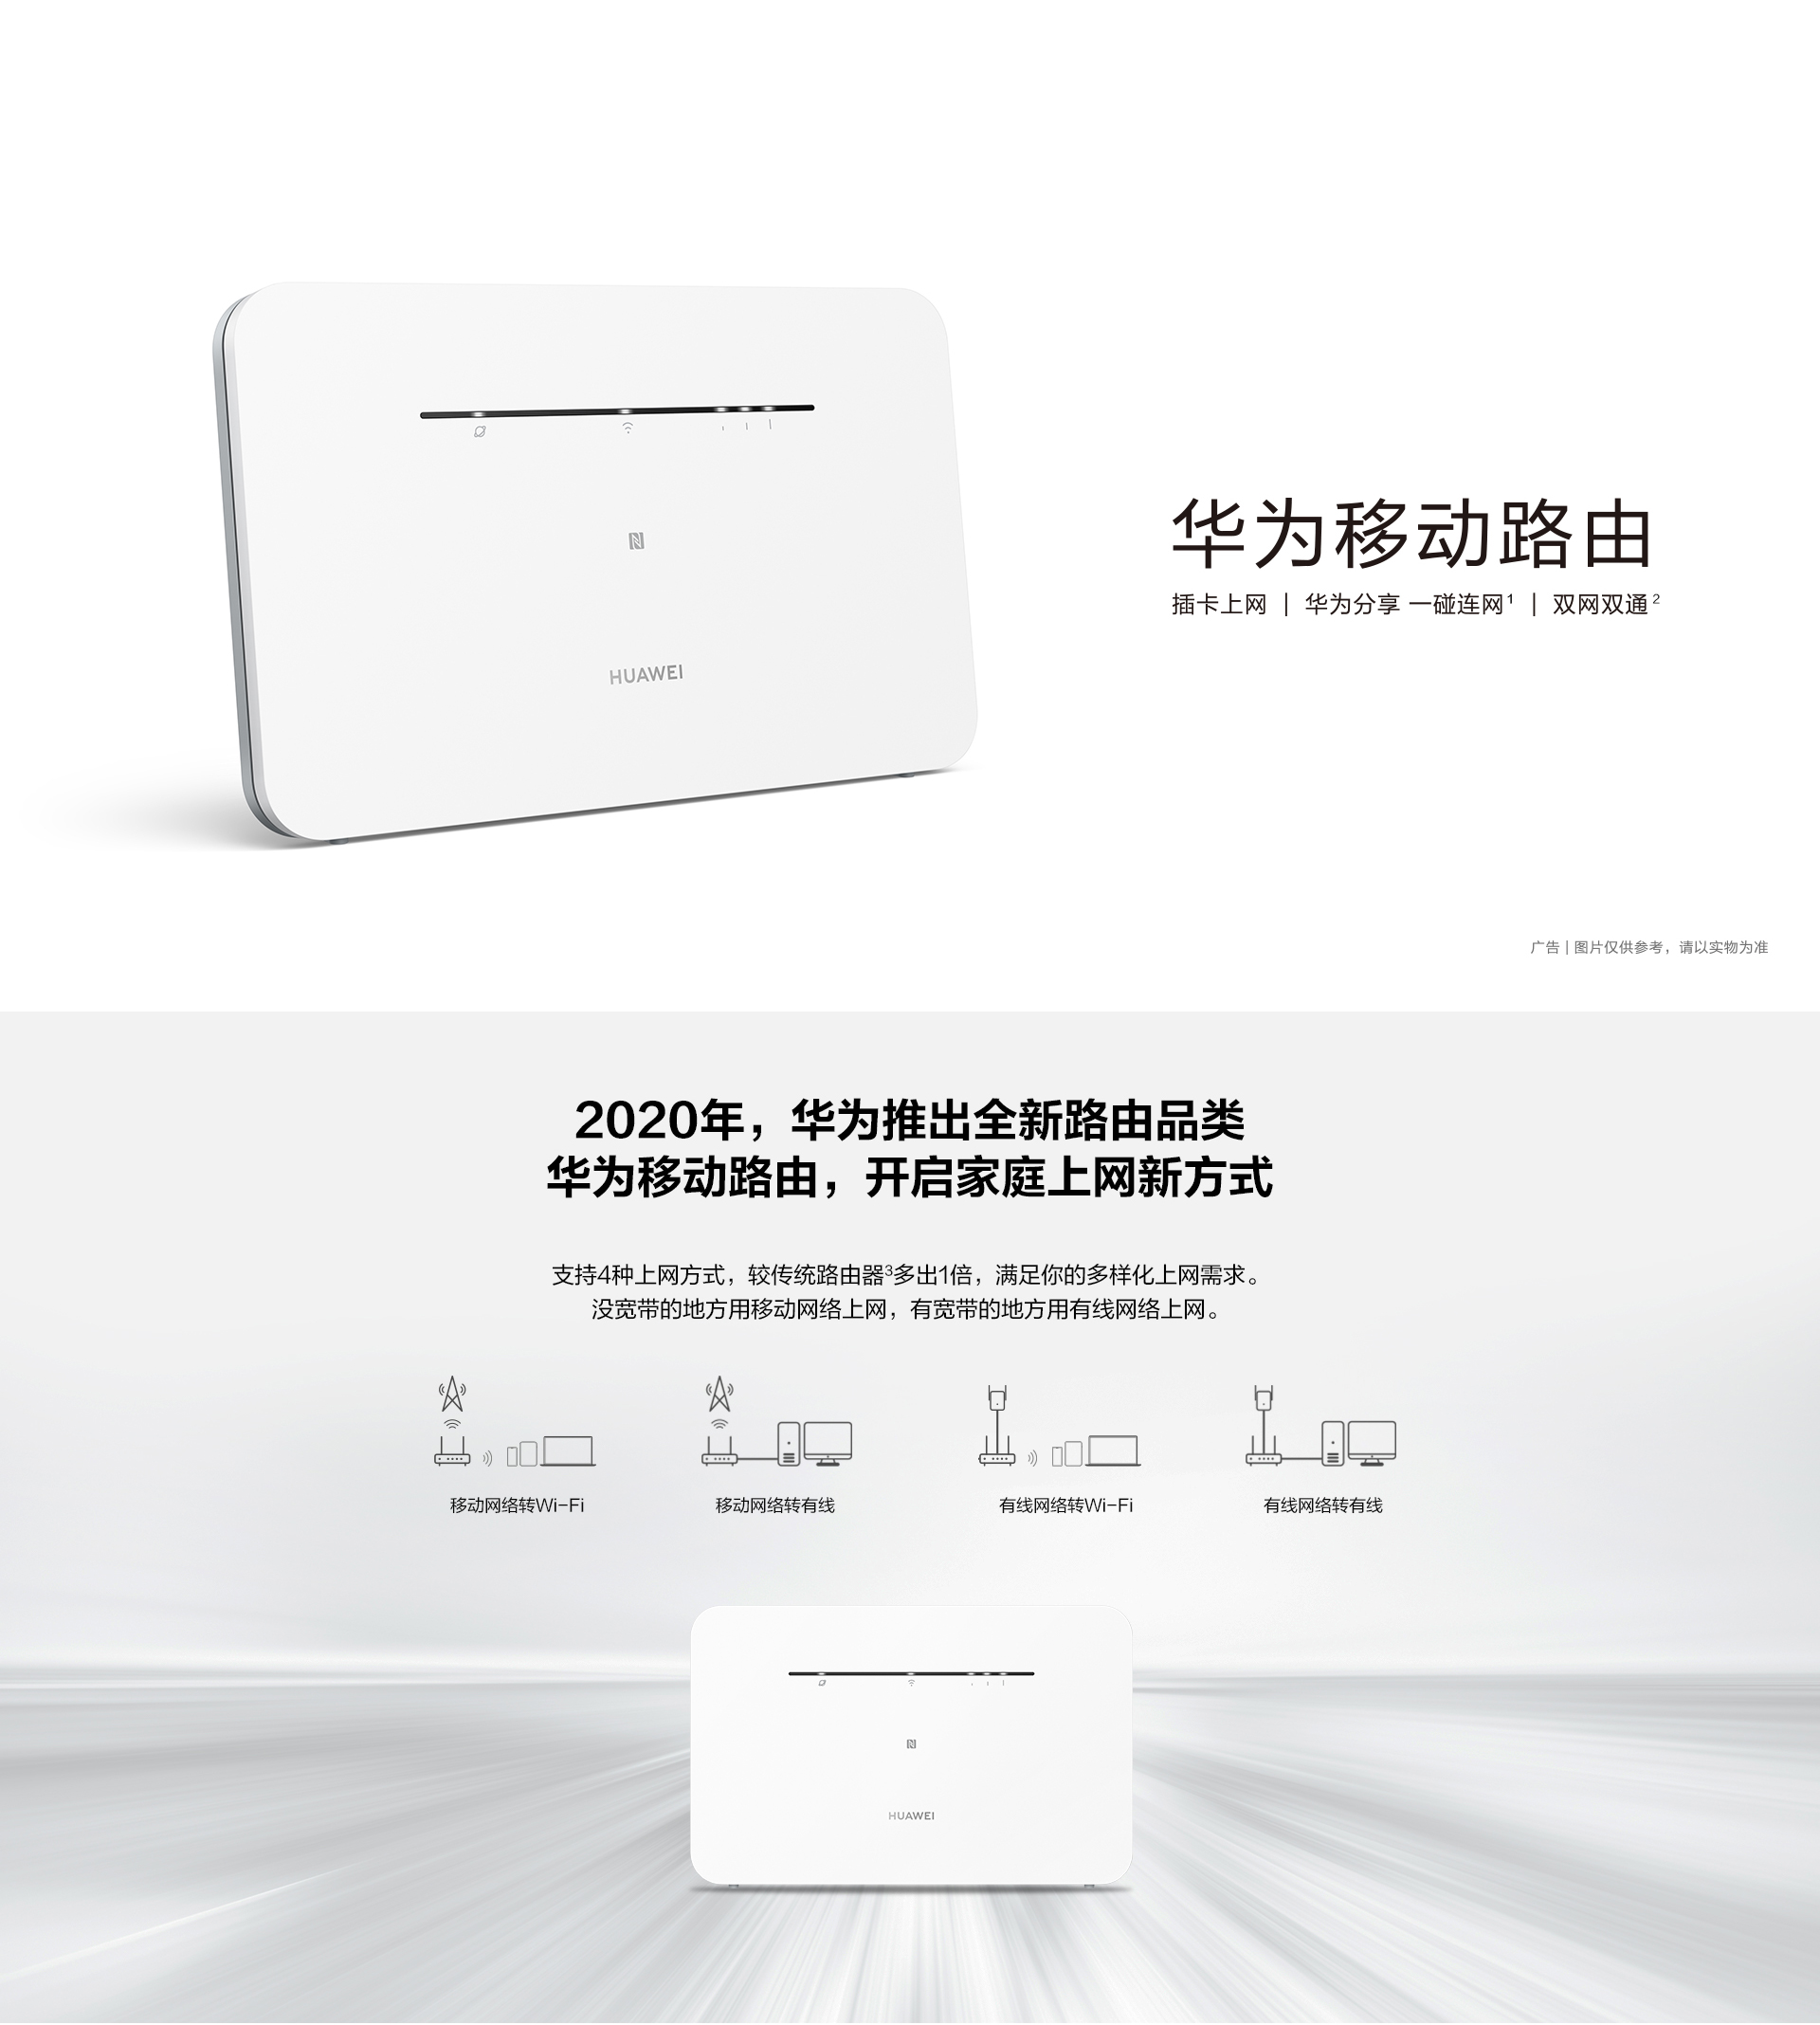 HUAWEI
华为移动路由
插卡上网 | 华为分享 一碰连网¹ | 双网双通²
广告 | 图片仅供参考，请以实物为准
2020年，华为推出全新路由品类
华为移动路由，开启家庭上网新方式
支持4种上网方式，较传统路由器³多出1倍，满足你的多样化上网需求。
没宽带的地方用移动网络上网，有宽带的地方用有线网络上网。
移动网络转Wi-Fi
移动网络转有线
有线网络转Wi-Fi
有线网络转有线
HUAWEI